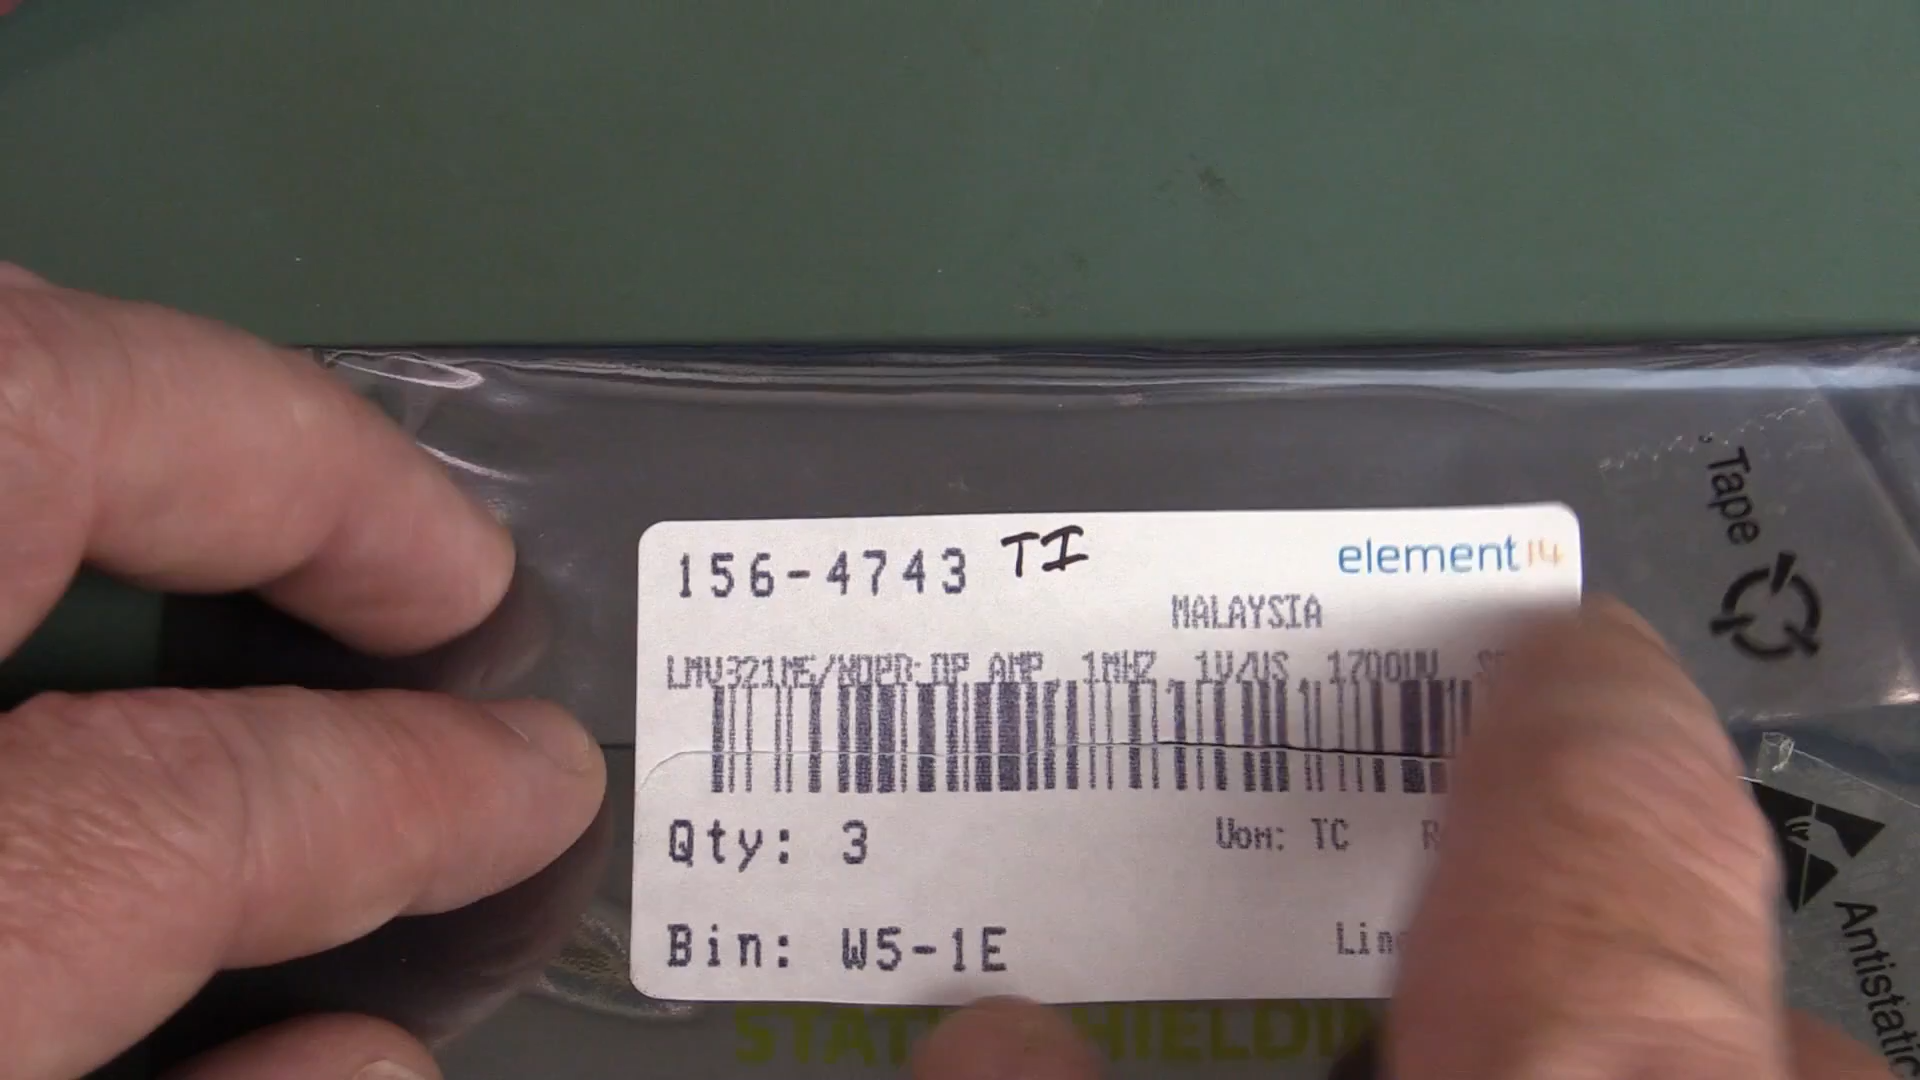 156-4743 TI element14
MALAYSIA
LMV321M5/NOPB OP AMP, 1MHZ, 1V/US, 1700UV,
Qty: 3 Uom: TC
Bin: W5-1E
Tape
Antistatic